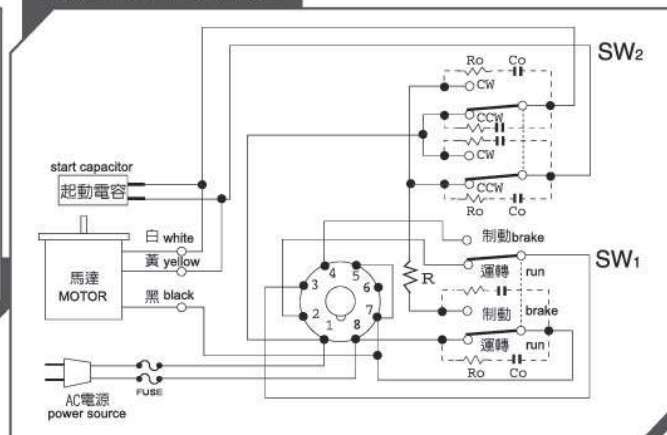 SW2
Ro Co
CW
CCW
CW
CCW
Ro Co
start capacitor
起動電容
白 white
黃 yellow
馬達
MOTOR
黑 black
制動brake
SW1
運轉 run
R
制動 brake
運轉 run
Ro Co
4 5
3 6
2 7
1 8
AC電源
power source
FUSE